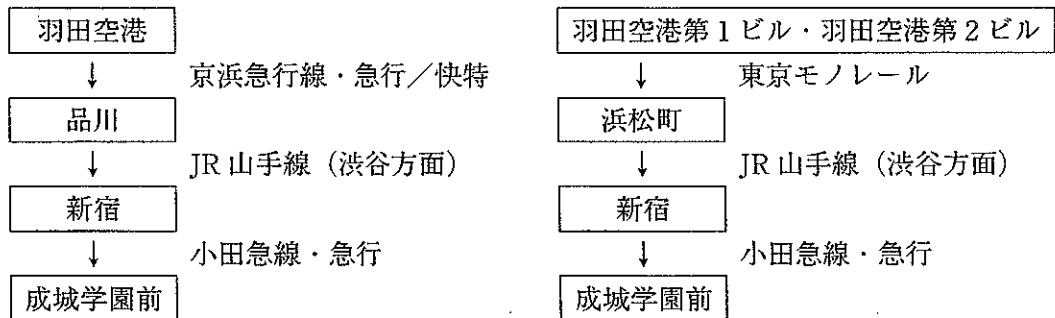 羽田空港
↓ 京浜急行線・急行／快特
品川
↓ JR 山手線（渋谷方面）
新宿
↓ 小田急線・急行
成城学園前
羽田空港第1ビル・羽田空港第2ビル
↓ 東京モノレール
浜松町
↓ JR 山手線（渋谷方面）
新宿
↓ 小田急線・急行
成城学園前